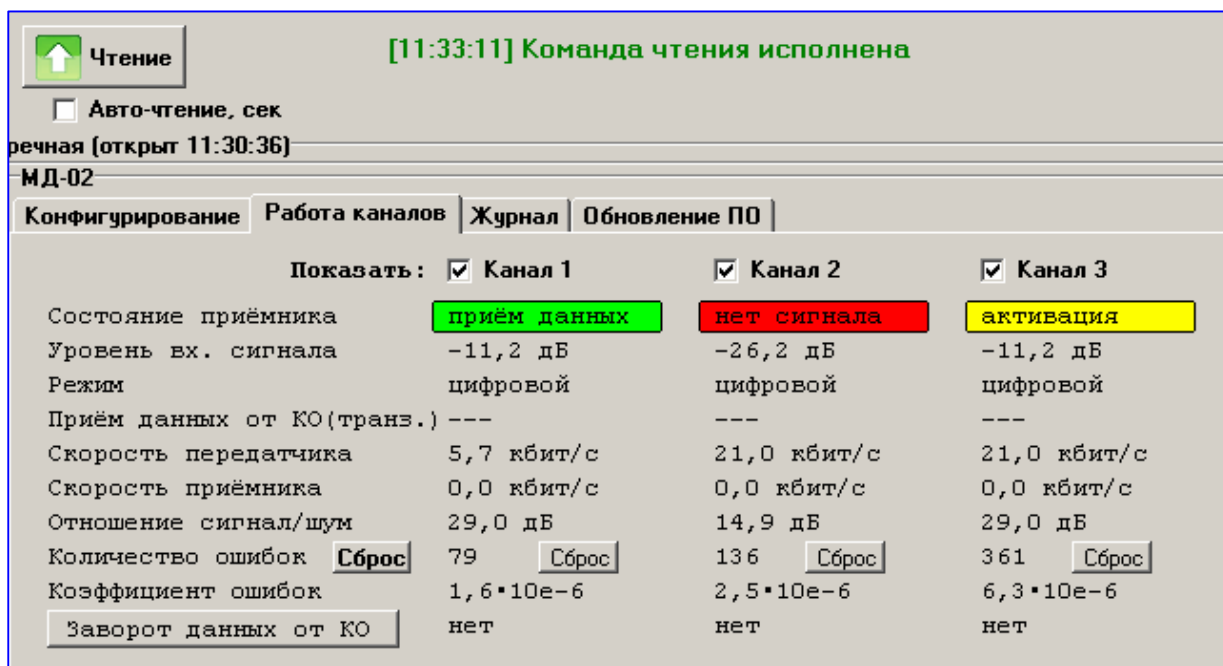 Чтение
[11:33:11] Команда чтения исполнена
Авто-чтение, сек
речная (открыт 11:30:36)
МД-02
Конфигурирование Работа каналов Журнал Обновление ПО
Показать: Канал 1 Канал 2 Канал 3
Состояние приёмника приём данных нет сигнала активация
Уровень вх. сигнала -11,2 дБ -26,2 дБ -11,2 дБ
Режим цифровой цифровой цифровой
Приём данных от КО(транз.) --- --- ---
Скорость передатчика 5,7 кбит/с 21,0 кбит/с 21,0 кбит/с
Скорость приёмника 0,0 кбит/с 0,0 кбит/с 0,0 кбит/с
Отношение сигнал/шум 29,0 дБ 14,9 дБ 29,0 дБ
Количество ошибок Сброс 79 Сброс 136 Сброс 361 Сброс
Коэффициент ошибок 1,6·10e-6 2,5·10e-6 6,3·10e-6
Заворот данных от КО нет нет нет